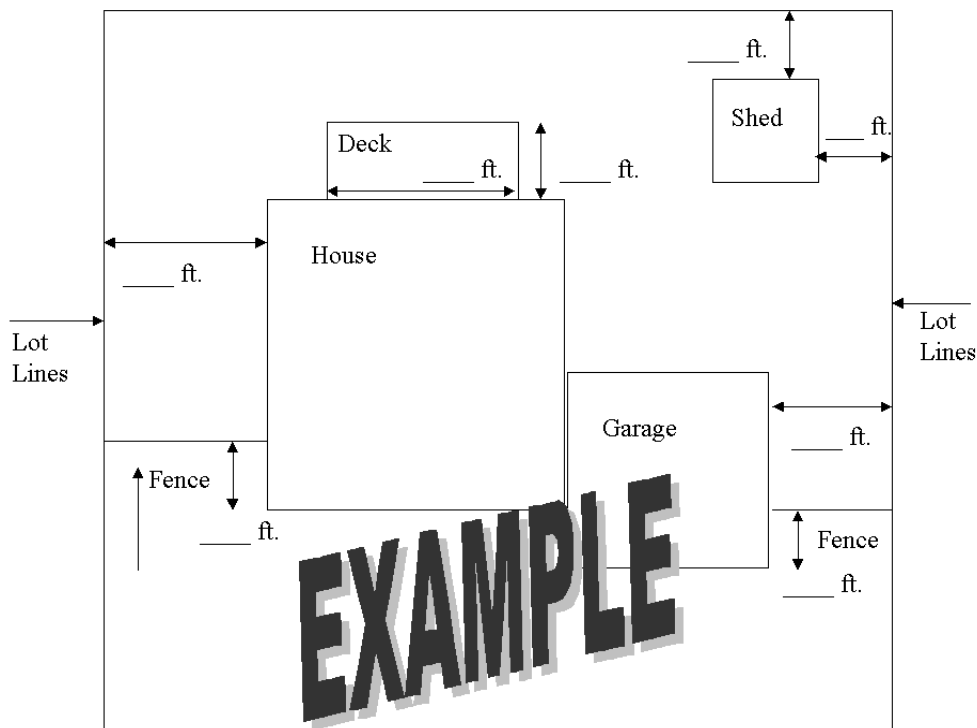 ____ ft.
Shed
___ ft.
Deck
____ ft.
____ ft.
House
____ ft.
Lot
Lines
Lot
Lines
Garage
____ ft.
Fence
____ ft.
Fence
____ ft.
EXAMPLE